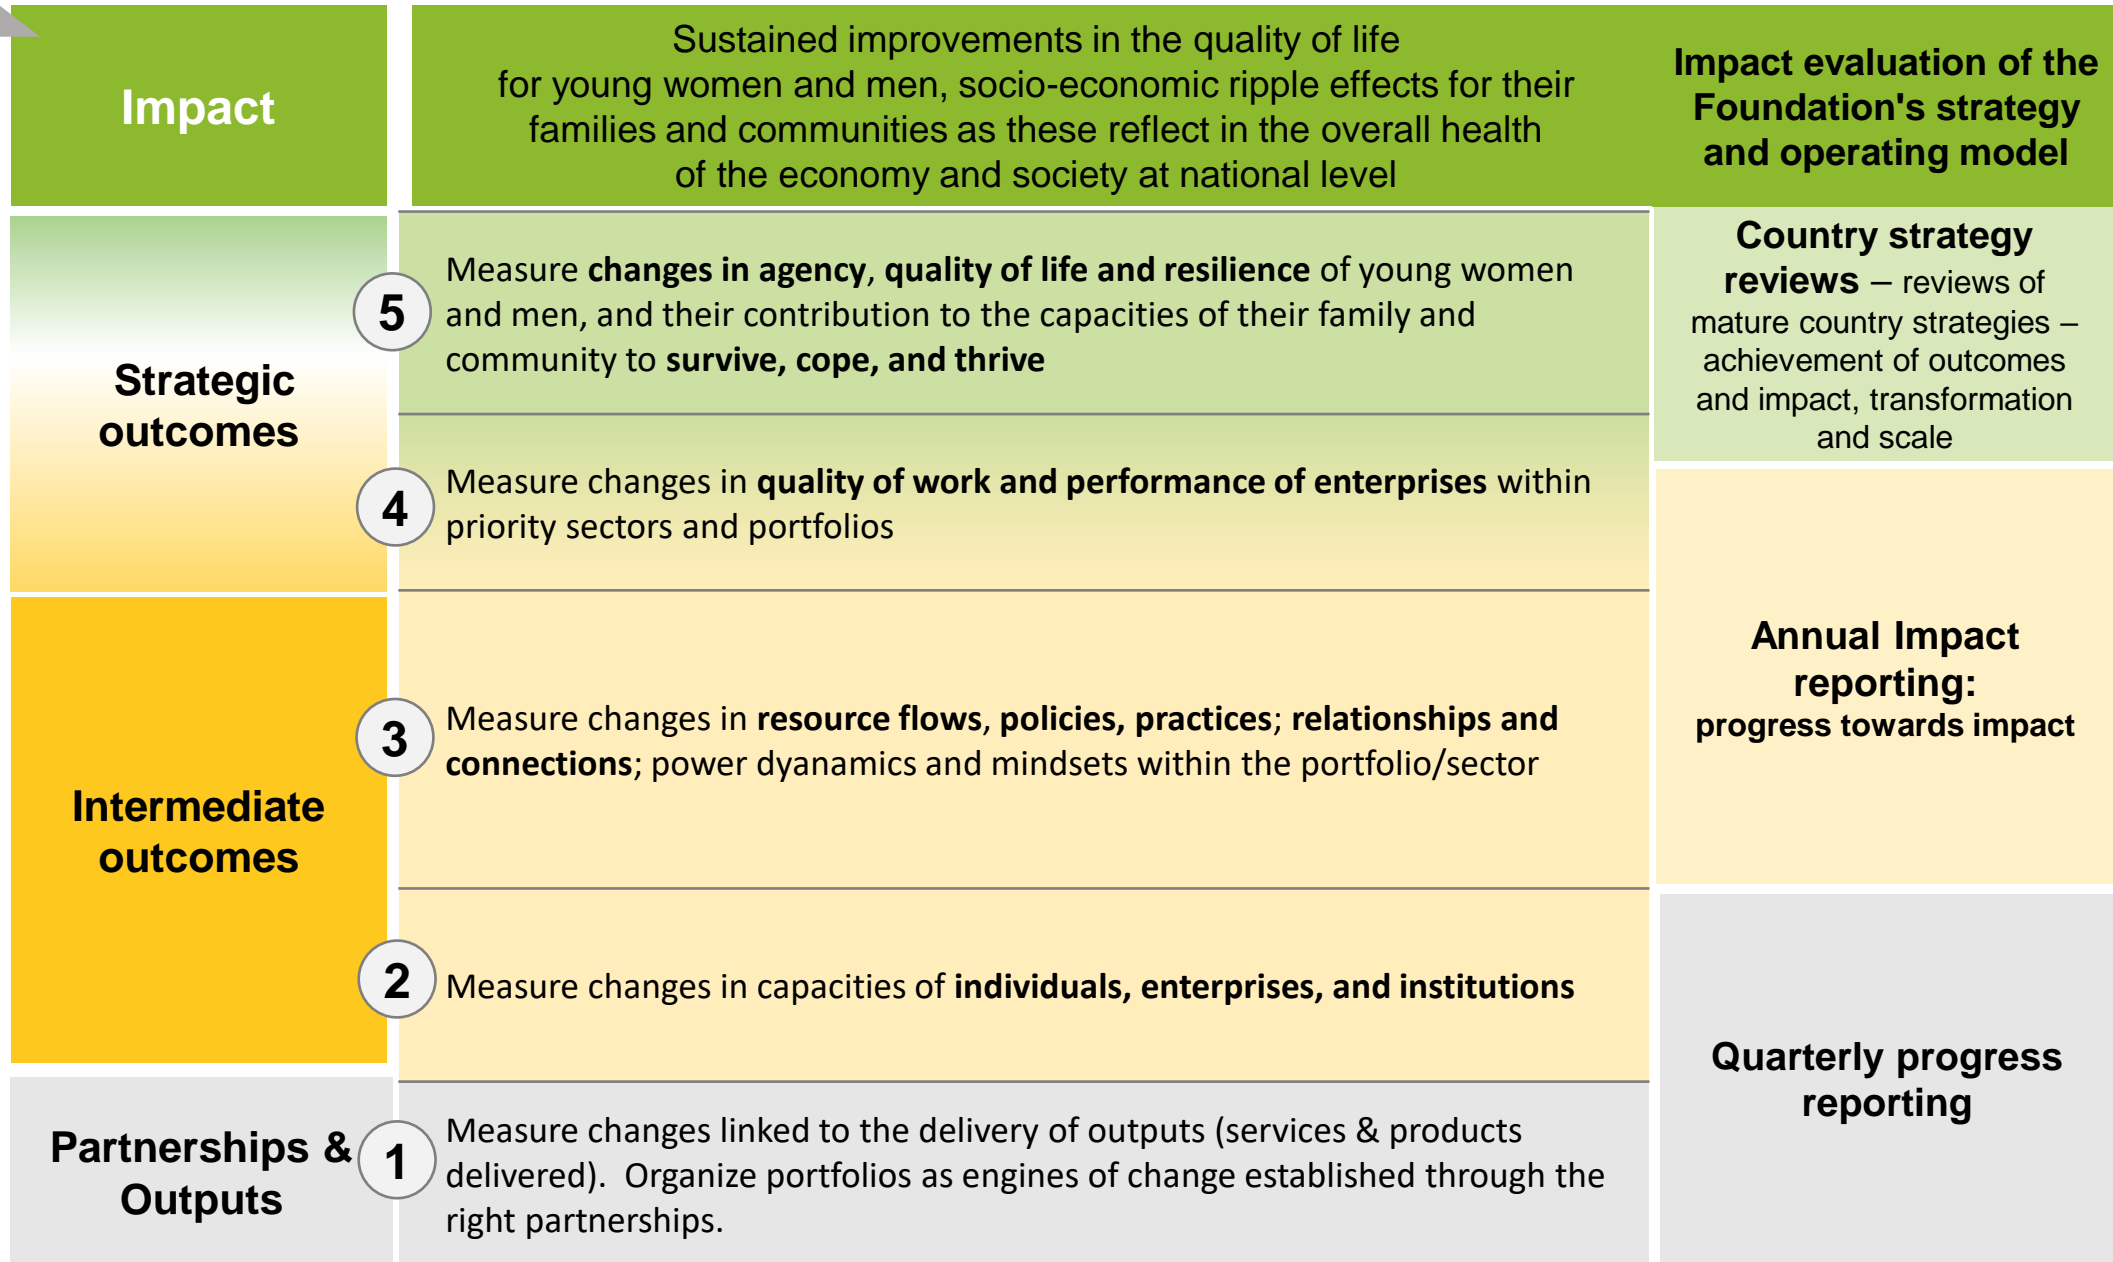 Impact
Sustained improvements in the quality of life
for young women and men, socio-economic ripple effects for their
families and communities as these reflect in the overall health
of the economy and society at national level
Impact evaluation of the
Foundation's strategy
and operating model
Strategic
outcomes
5
Measure changes in agency, quality of life and resilience of young women
and men, and their contribution to the capacities of their family and
community to survive, cope, and thrive
Country strategy
reviews – reviews of
mature country strategies –
achievement of outcomes
and impact, transformation
and scale
4
Measure changes in quality of work and performance of enterprises within
priority sectors and portfolios
Intermediate
outcomes
3
Measure changes in resource flows, policies, practices; relationships and
connections; power dyanamics and mindsets within the portfolio/sector
Annual Impact
reporting:
progress towards impact
2
Measure changes in capacities of individuals, enterprises, and institutions
Partnerships &
Outputs
1
Measure changes linked to the delivery of outputs (services & products
delivered).  Organize portfolios as engines of change established through the
right partnerships.
Quarterly progress
reporting